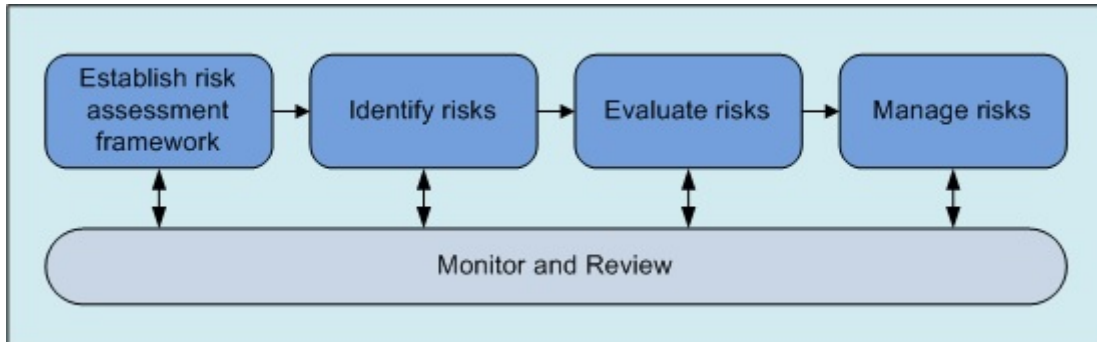 Establish risk
assessment
framework
Identify risks
Evaluate risks
Manage risks
Monitor and Review